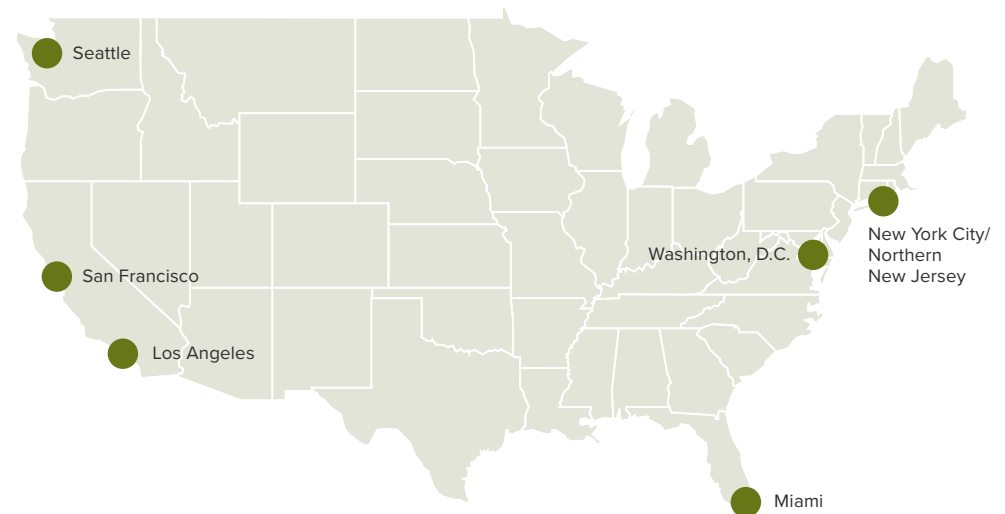 Seattle
New York City/
Northern
New Jersey
Washington, D.C.
San Francisco
Los Angeles
Miami